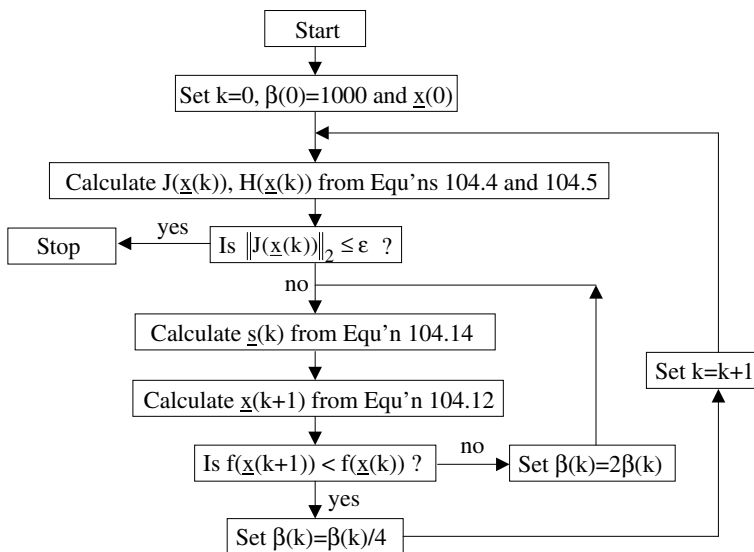 Start
Set k=0, β(0)=1000 and x(0)
Calculate J(x(k)), H(x(k)) from Equ'ns 104.4 and 104.5
yes
Stop
Is ‖J(x(k))‖₂ ≤ ε ?
no
Calculate s(k) from Equ'n 104.14
Set k=k+1
Calculate x(k+1) from Equ'n 104.12
Is f(x(k+1)) < f(x(k)) ?
no
Set β(k)=2β(k)
yes
Set β(k)=β(k)/4